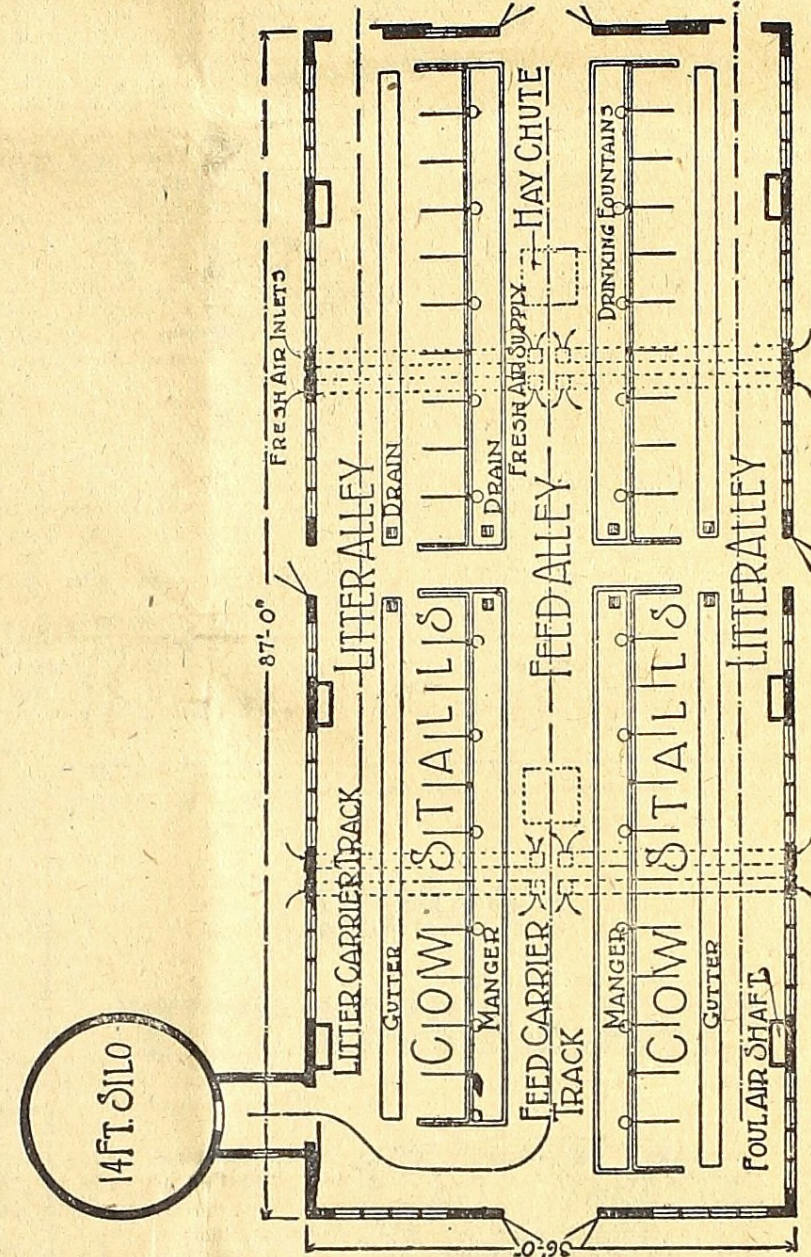 14 FT. SILO
87'-0"
FRESH AIR INLETS
LITTER CARRIER TRACK
LITTER ALLEY
GUTTER
DRAIN
COW STALLS
MANGER
DRAIN
FRESH AIR SUPPLY
HAY CHUTE
FEED CARRIER
TRACK
FEED ALLEY
MANGER
DRINKING FOUNTAINS
COW STALLS
GUTTER
LITTER ALLEY
FOUL AIR SHAFT
36'-0"